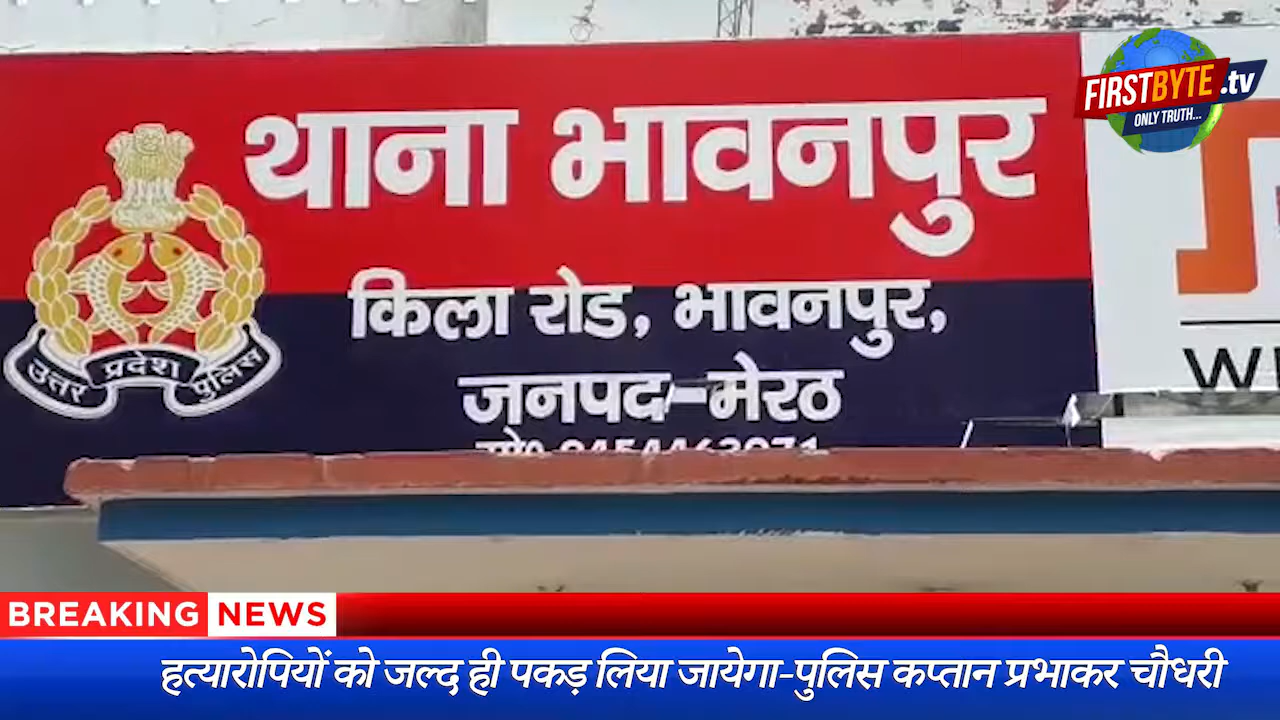 FIRSTBYTE.tv
ONLY TRUTH...
थाना भावनपुर
किला रोड, भावनपुर,
जनपद-मेरठ
उत्तर प्रदेश पुलिस
BREAKING NEWS
हत्यारोपियों को जल्द ही पकड़ लिया जायेगा-पुलिस कप्तान प्रभाकर चौधरी